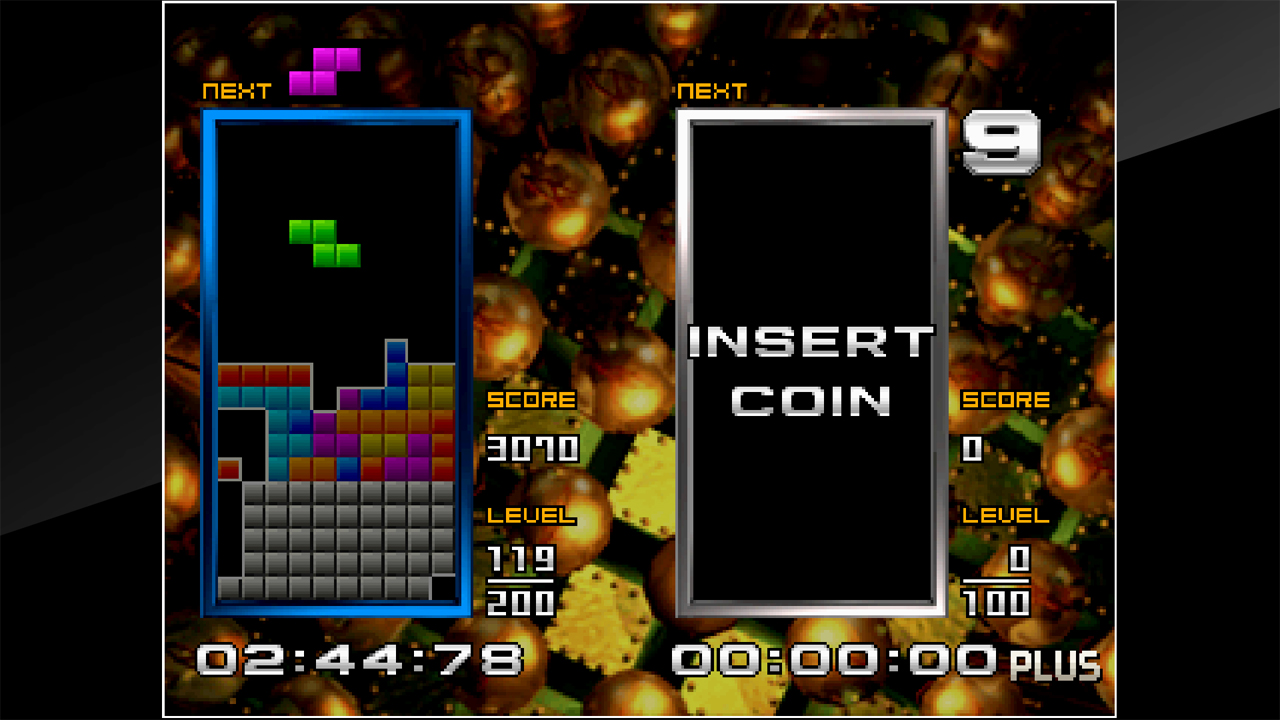 NEXT
NEXT
9
INSERT
COIN
SCORE
3070
SCORE
0
LEVEL
119
200
LEVEL
0
100
02:44:78
00:00:00 PLUS